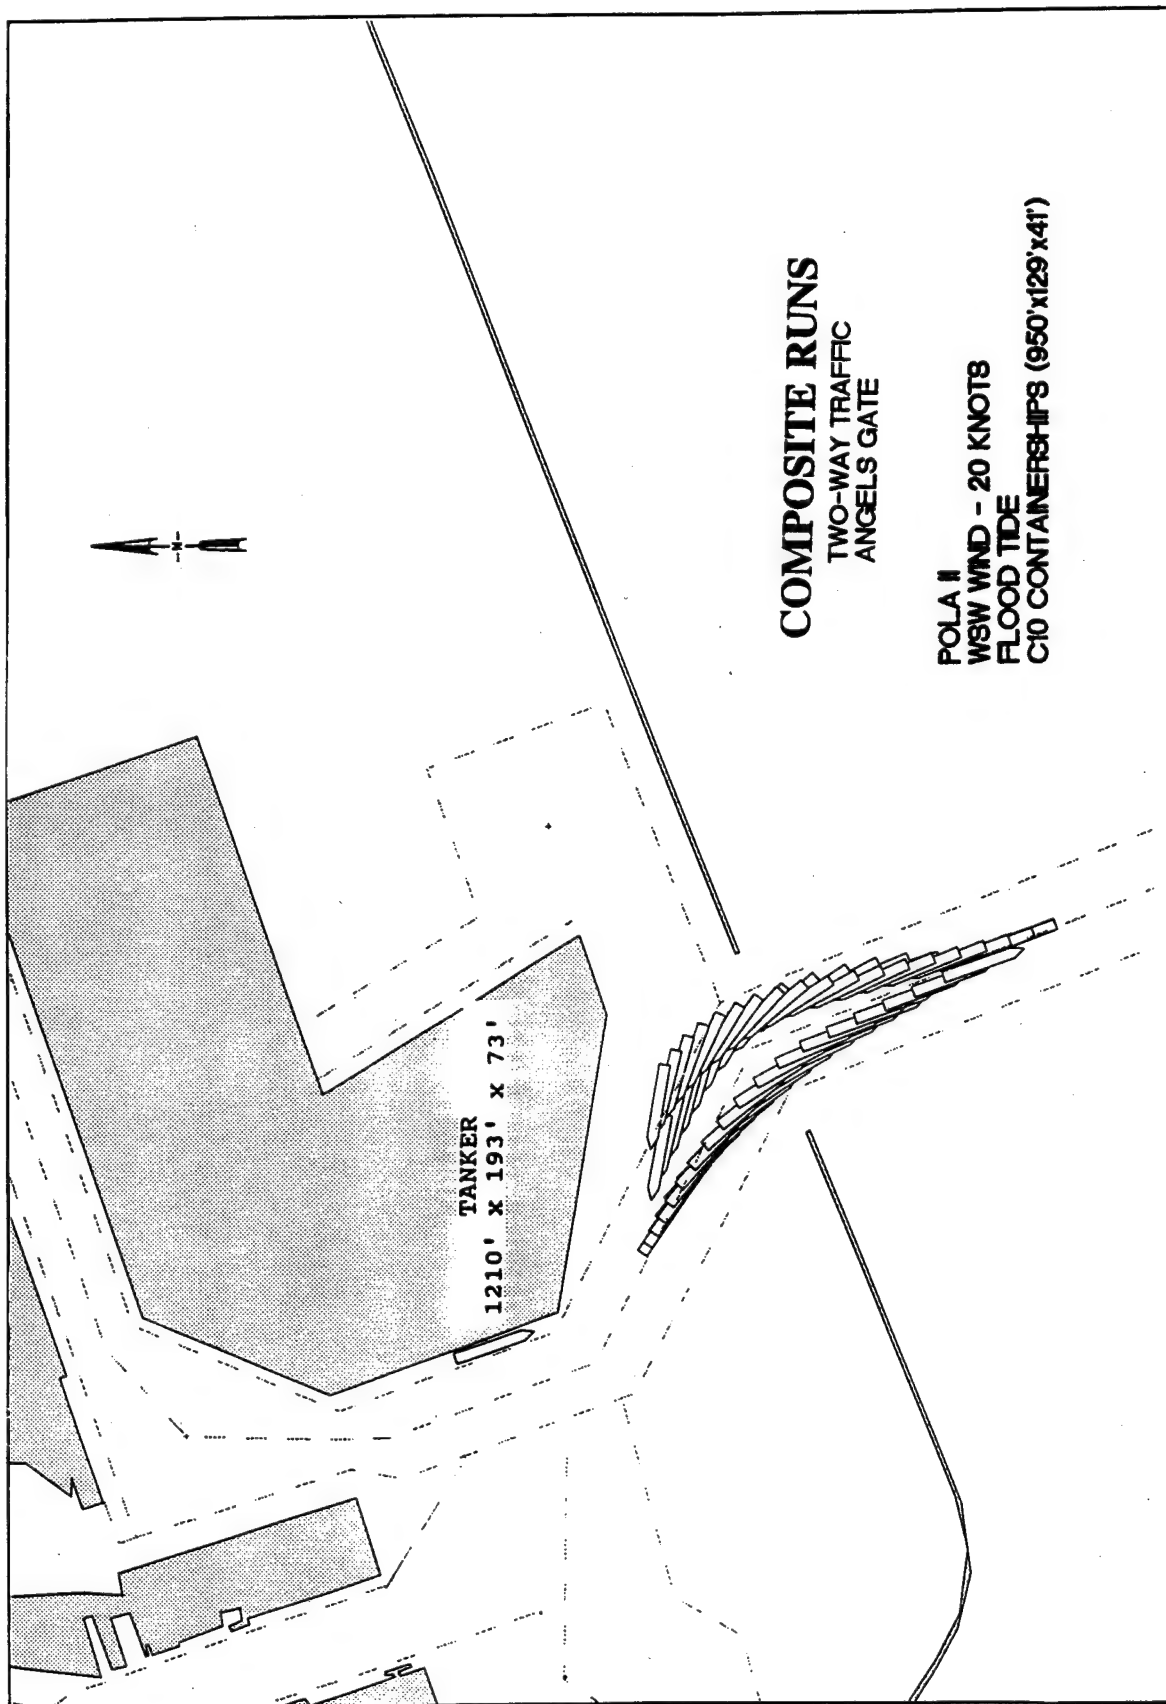 TANKER
1210' X 193' X 73'
N
COMPOSITE RUNS
TWO-WAY TRAFFIC
ANGELS GATE
POLA II
WSW WIND - 20 KNOTS
FLOOD TIDE
C10 CONTAINERSHIPS (950'x129'x41')